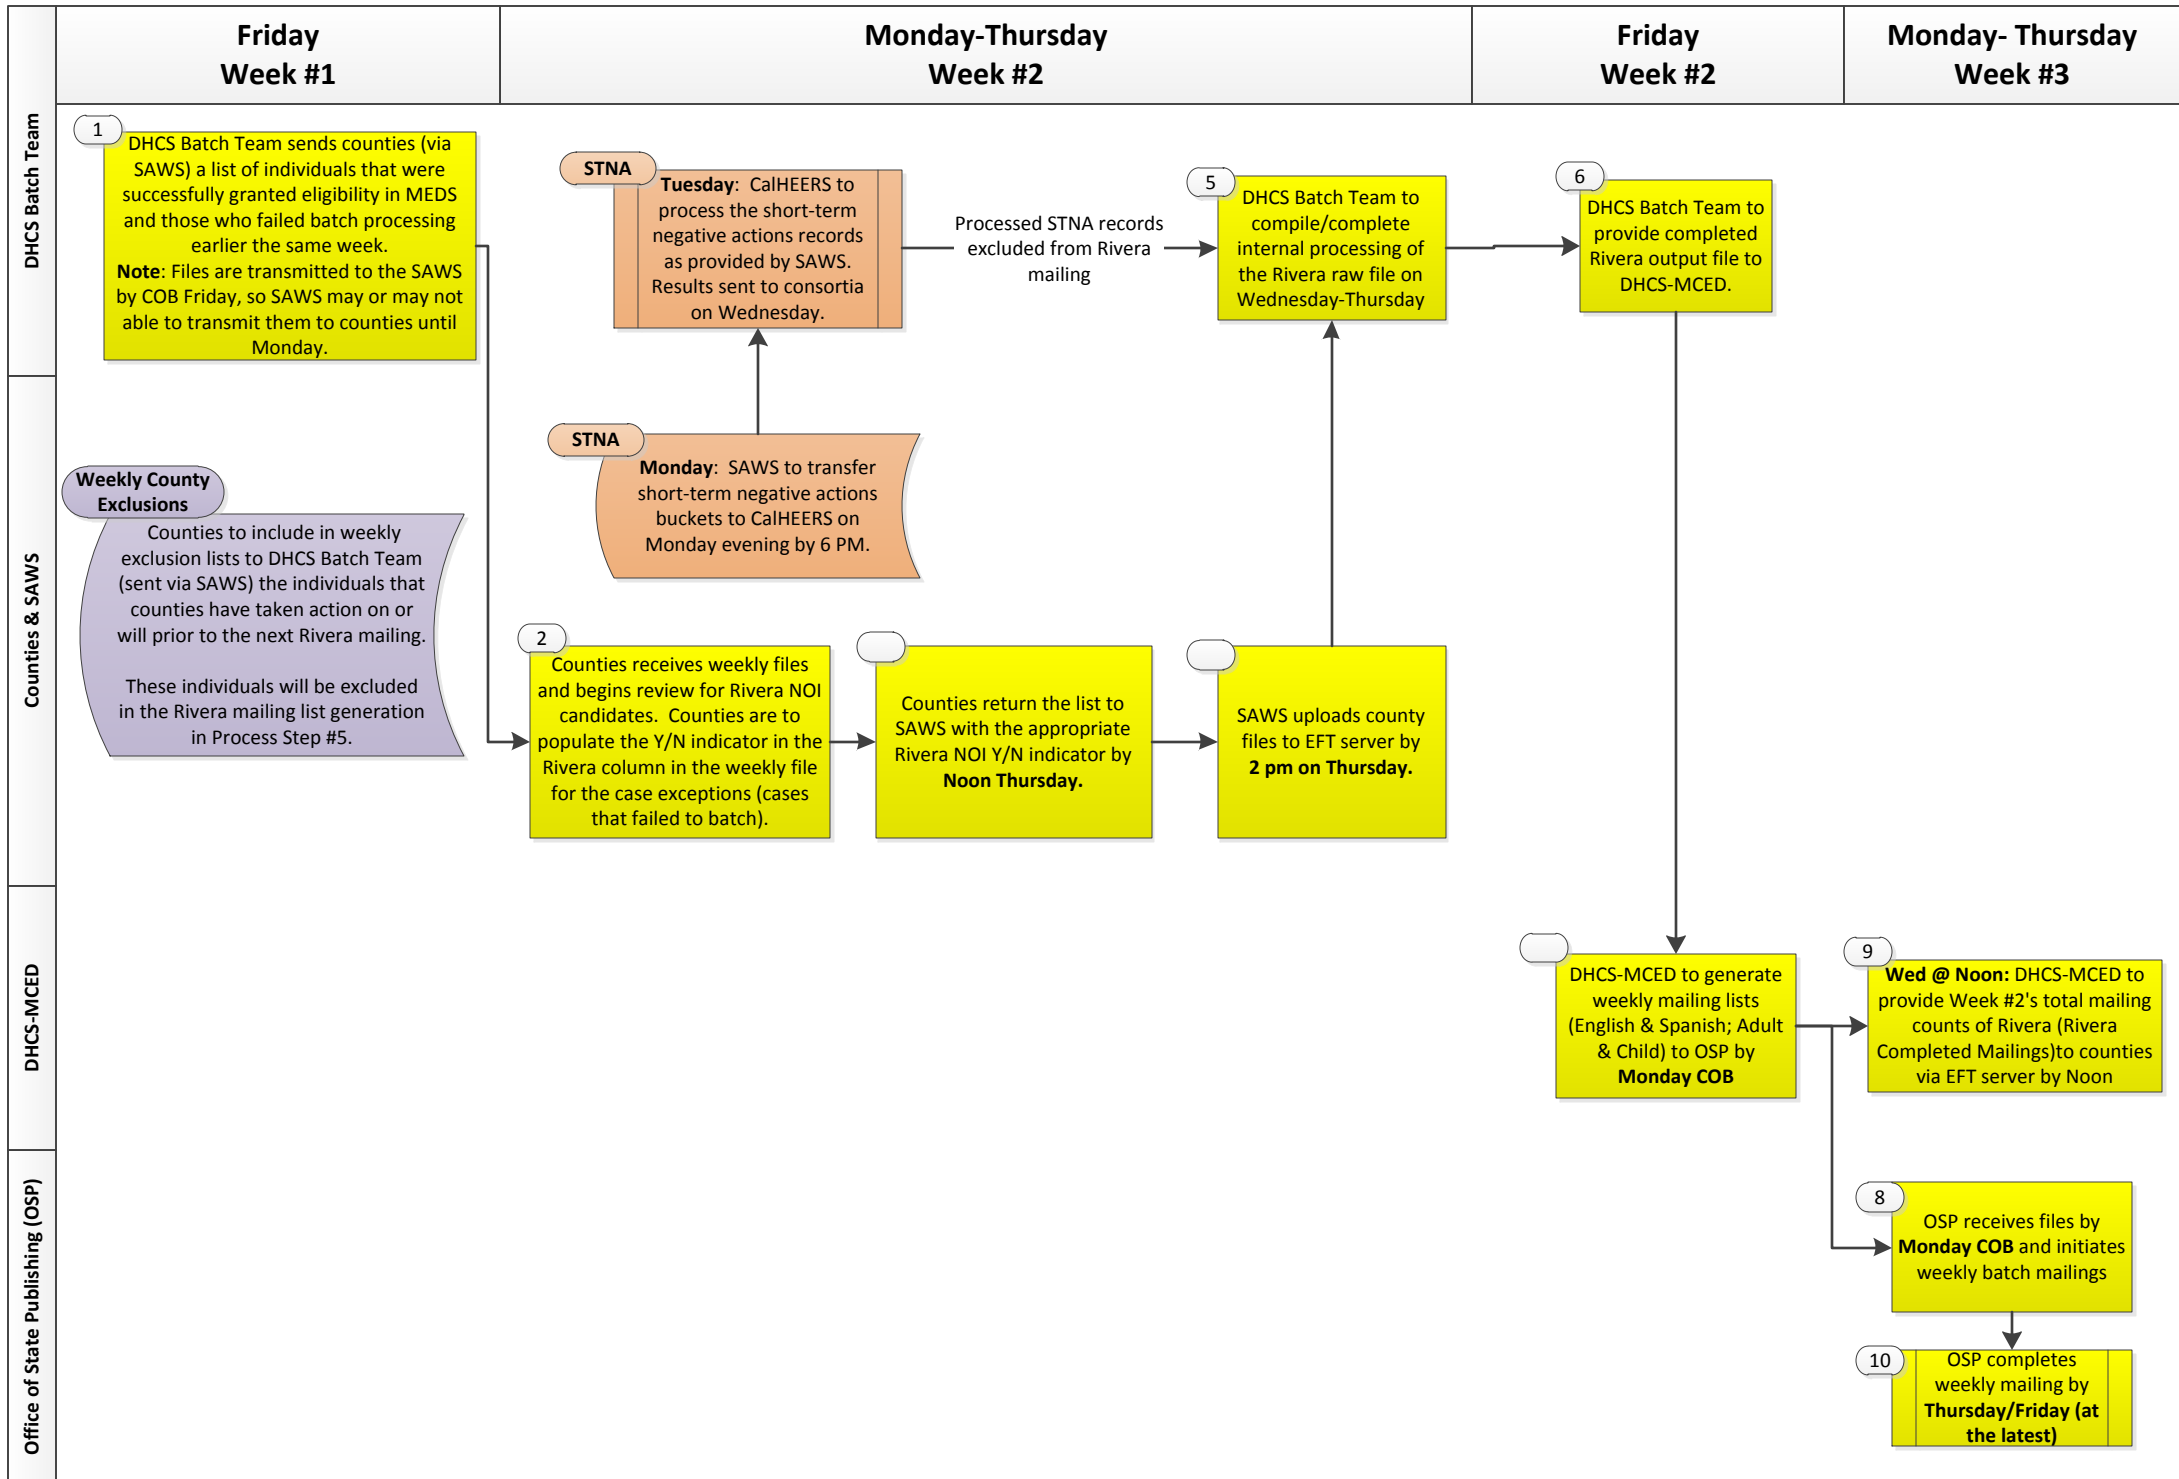 Friday
Week #1
Monday-Thursday
Week #2
Friday
Week #2
Monday- Thursday
Week #3
DHCS Batch Team
1
DHCS Batch Team sends counties (via
SAWS) a list of individuals that were
successfully granted eligibility in MEDS
and those who failed batch processing
earlier the same week.
Note: Files are transmitted to the SAWS
by COB Friday, so SAWS may or may not
able to transmit them to counties until
Monday.
STNA
Tuesday: CalHEERS to
process the short-term
negative actions records
as provided by SAWS.
Results sent to consortia
on Wednesday.
Processed STNA records
excluded from Rivera
mailing
5
DHCS Batch Team to
compile/complete
internal processing of
the Rivera raw file on
Wednesday-Thursday
6
DHCS Batch Team to
provide completed
Rivera output file to
DHCS-MCED.
Counties & SAWS
Weekly County
Exclusions
Counties to include in weekly
exclusion lists to DHCS Batch Team
(sent via SAWS) the individuals that
counties have taken action on or
will prior to the next Rivera mailing.
These individuals will be excluded
in the Rivera mailing list generation
in Process Step #5.
STNA
Monday: SAWS to transfer
short-term negative actions
buckets to CalHEERS on
Monday evening by 6 PM.
2
Counties receives weekly files
and begins review for Rivera NOI
candidates. Counties are to
populate the Y/N indicator in the
Rivera column in the weekly file
for the case exceptions (cases
that failed to batch).
Counties return the list to
SAWS with the appropriate
Rivera NOI Y/N indicator by
Noon Thursday.
SAWS uploads county
files to EFT server by
2 pm on Thursday.
DHCS-MCED
DHCS-MCED to generate
weekly mailing lists
(English & Spanish; Adult
& Child) to OSP by
Monday COB
9
Wed @ Noon: DHCS-MCED to
provide Week #2's total mailing
counts of Rivera (Rivera
Completed Mailings)to counties
via EFT server by Noon
Office of State Publishing (OSP)
8
OSP receives files by
Monday COB and initiates
weekly batch mailings
10
OSP completes
weekly mailing by
Thursday/Friday (at
the latest)